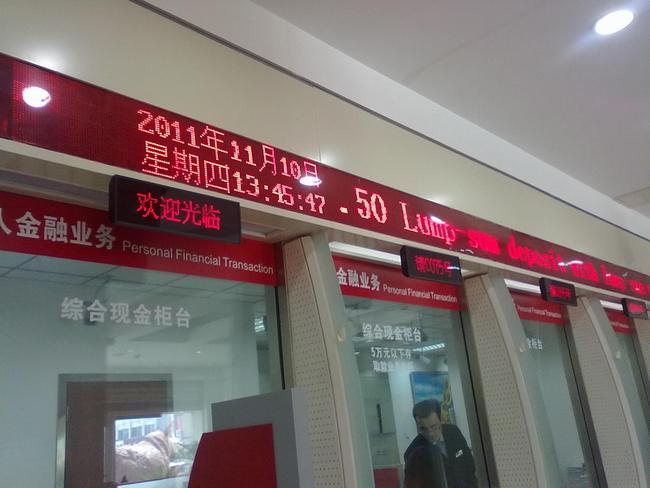 2011年11月10日
星期四13:45:47
.50 Lump-sum deposit with
欢迎光临
人金融业务 Personal Financial Transaction
综合现金柜台
金融业务 Personal Financial Transaction
综合现金柜台
5万元以下存